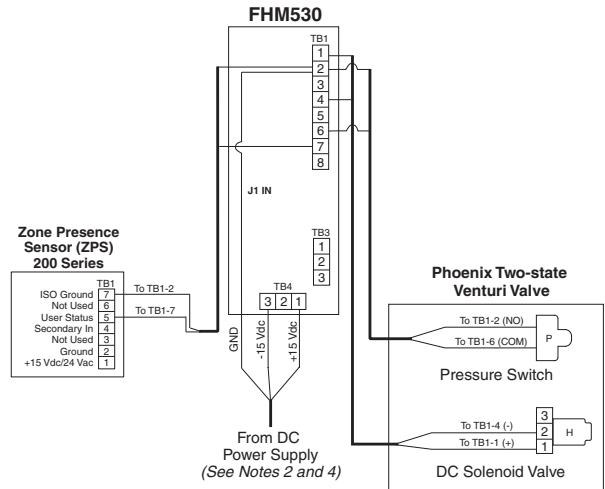 FHM530
TB1
1
2
3
4
5
6
7
8
J1 IN
TB3
1
2
3
TB4
3 2 1
GND
-15 Vdc
+15 Vdc
From DC
Power Supply
(See Notes 2 and 4)
Zone Presence
Sensor (ZPS)
200 Series
TB1
ISO Ground 7 To TB1-2
Not Used 6
User Status 5 To TB1-7
Secondary In 4
Not Used 3
Ground 2
+15 Vdc/24 Vac 1
Phoenix Two-state
Venturi Valve
To TB1-2 (NO)
P
To TB1-6 (COM)
Pressure Switch
3
To TB1-4 (-) 2 H
To TB1-1 (+) 1
DC Solenoid Valve